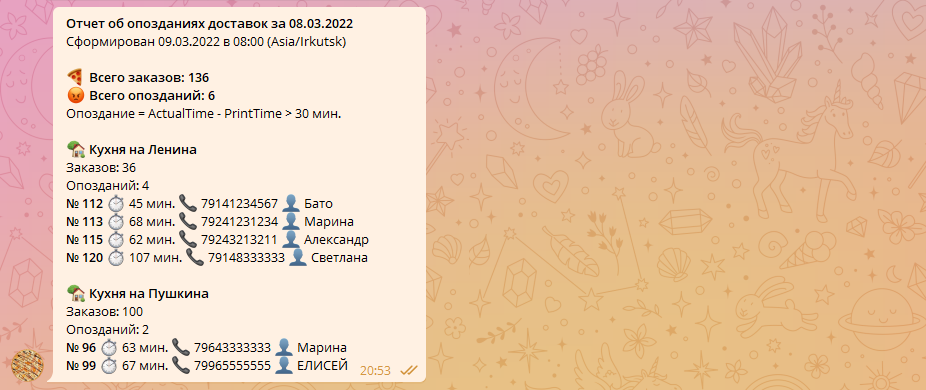 Отчет об опозданиях доставок за 08.03.2022
Сформирован 09.03.2022 в 08:00 (Asia/Irkutsk)
🍕 Всего заказов: 136
😡 Всего опозданий: 6
Опоздание = ActualTime - PrintTime > 30 мин.
🏡 Кухня на Ленина
Заказов: 36
Опозданий: 4
№ 112 ⏱ 45 мин. 📞 79141234567 👤 Бато
№ 113 ⏱ 68 мин. 📞 79241231234 👤 Марина
№ 115 ⏱ 62 мин. 📞 79243213211 👤 Александр
№ 120 ⏱ 107 мин. 📞 79148333333 👤 Светлана
🏡 Кухня на Пушкина
Заказов: 100
Опозданий: 2
№ 96 ⏱ 63 мин. 📞 79643333333 👤 Марина
№ 99 ⏱ 67 мин. 📞 79965555555 👤 ЕЛИСЕЙ
20:53